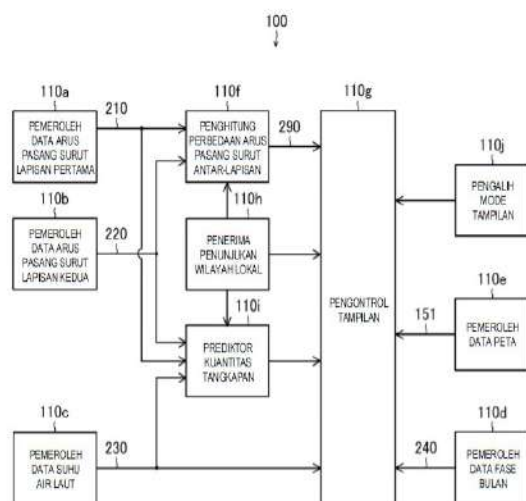 100
110a
PEMEROLEH
DATA ARUS
PASANG SURUT
LAPISAN PERTAMA
210
110f
PENGHITUNG
PERBEDAAN ARUS
PASANG SURUT
ANTAR-LAPISAN
290
110g
PENGONTROL
TAMPILAN
110j
PENGALIH
MODE
TAMPILAN
110b
PEMEROLEH
DATA ARUS
PASANG SURUT
LAPISAN KEDUA
220
110h
PENERIMA
PENUNJUKAN
WILAYAH LOKAL
110i
PREDIKTOR
KUANTITAS
TANGKAPAN
110e
PEMEROLEH
DATA PETA
151
110c
PEMEROLEH
DATA SUHU
AIR LAUT
230
110d
PEMEROLEH
DATA FASE
BULAN
240